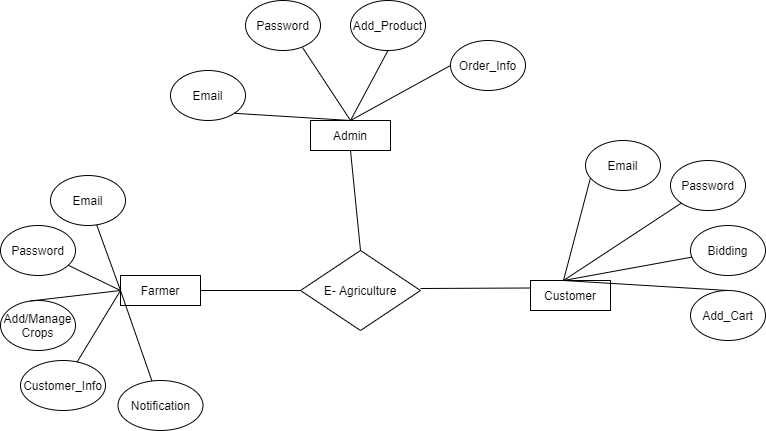 Password
Add_Product
Order_Info
Email
Admin
Email
Password
Email
Password
Bidding
Farmer
E- Agriculture
Customer
Add/Manage
Crops
Add_Cart
Customer_Info
Notification